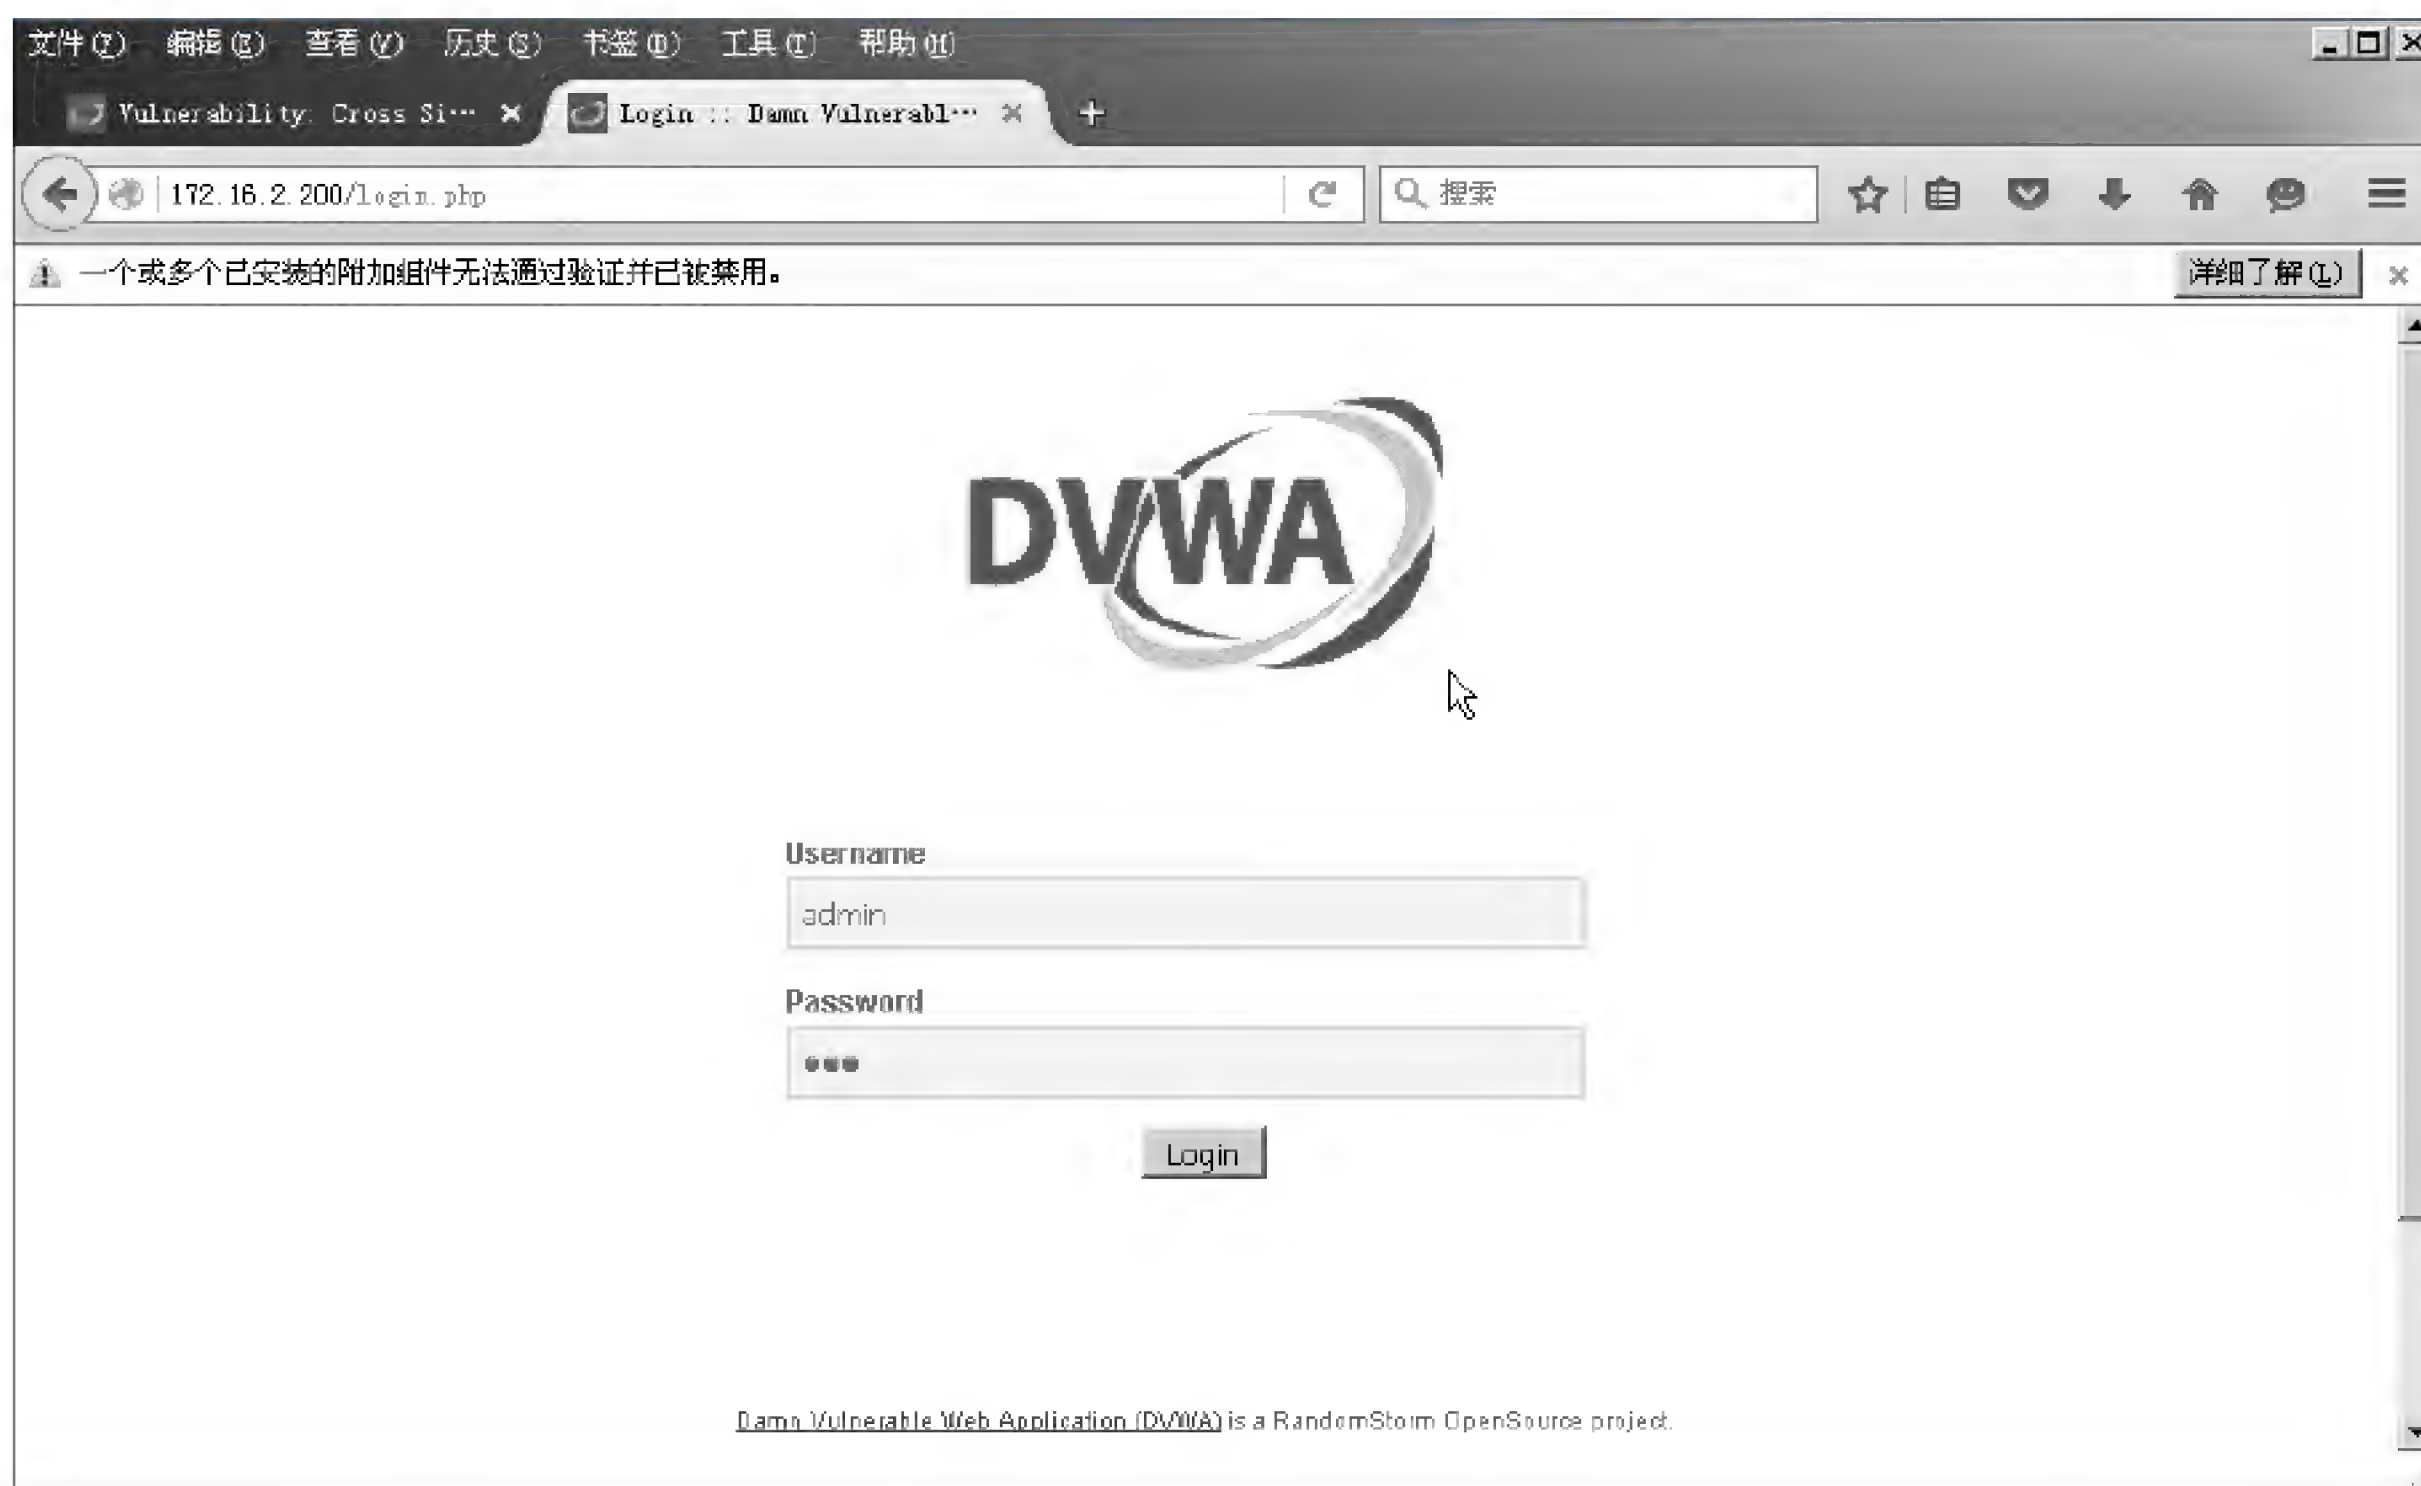 文件(F) 编辑(E) 查看(V) 历史(S) 书签(B) 工具(T) 帮助(H)
Vulnerability: Cross Si… Login :: Damn Vulnerabl…
172.16.2.200/login.php 搜索
一个或多个已安装的附加组件无法通过验证并已被禁用。 详细了解(L)
DVWA
Username
admin
Password
Login
Damn Vulnerable Web Application (DVWA) is a RandomStorm OpenSource project.